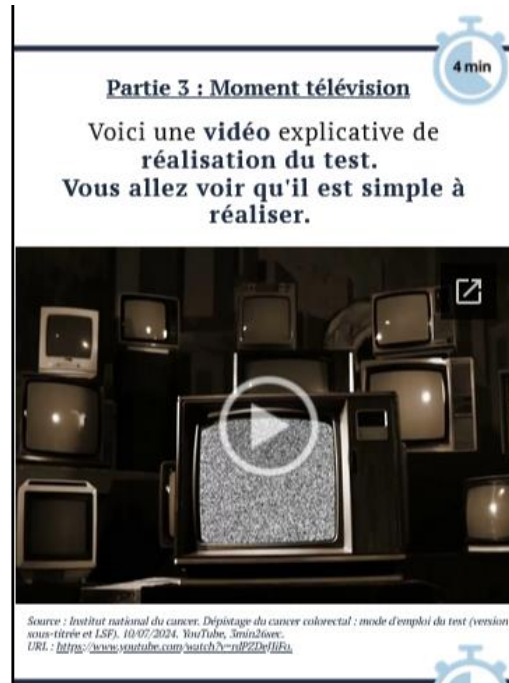 4 min
Partie 3 : Moment télévision
Voici une vidéo explicative de
réalisation du test.
Vous allez voir qu'il est simple à
réaliser.
Source : Institut national du cancer. Dépistage du cancer colorectal : mode d'emploi du test (version
sous-titrée et LSF). 10/07/2024. YouTube, 3min26sec.
URL : https://www.youtube.com/watch?v=